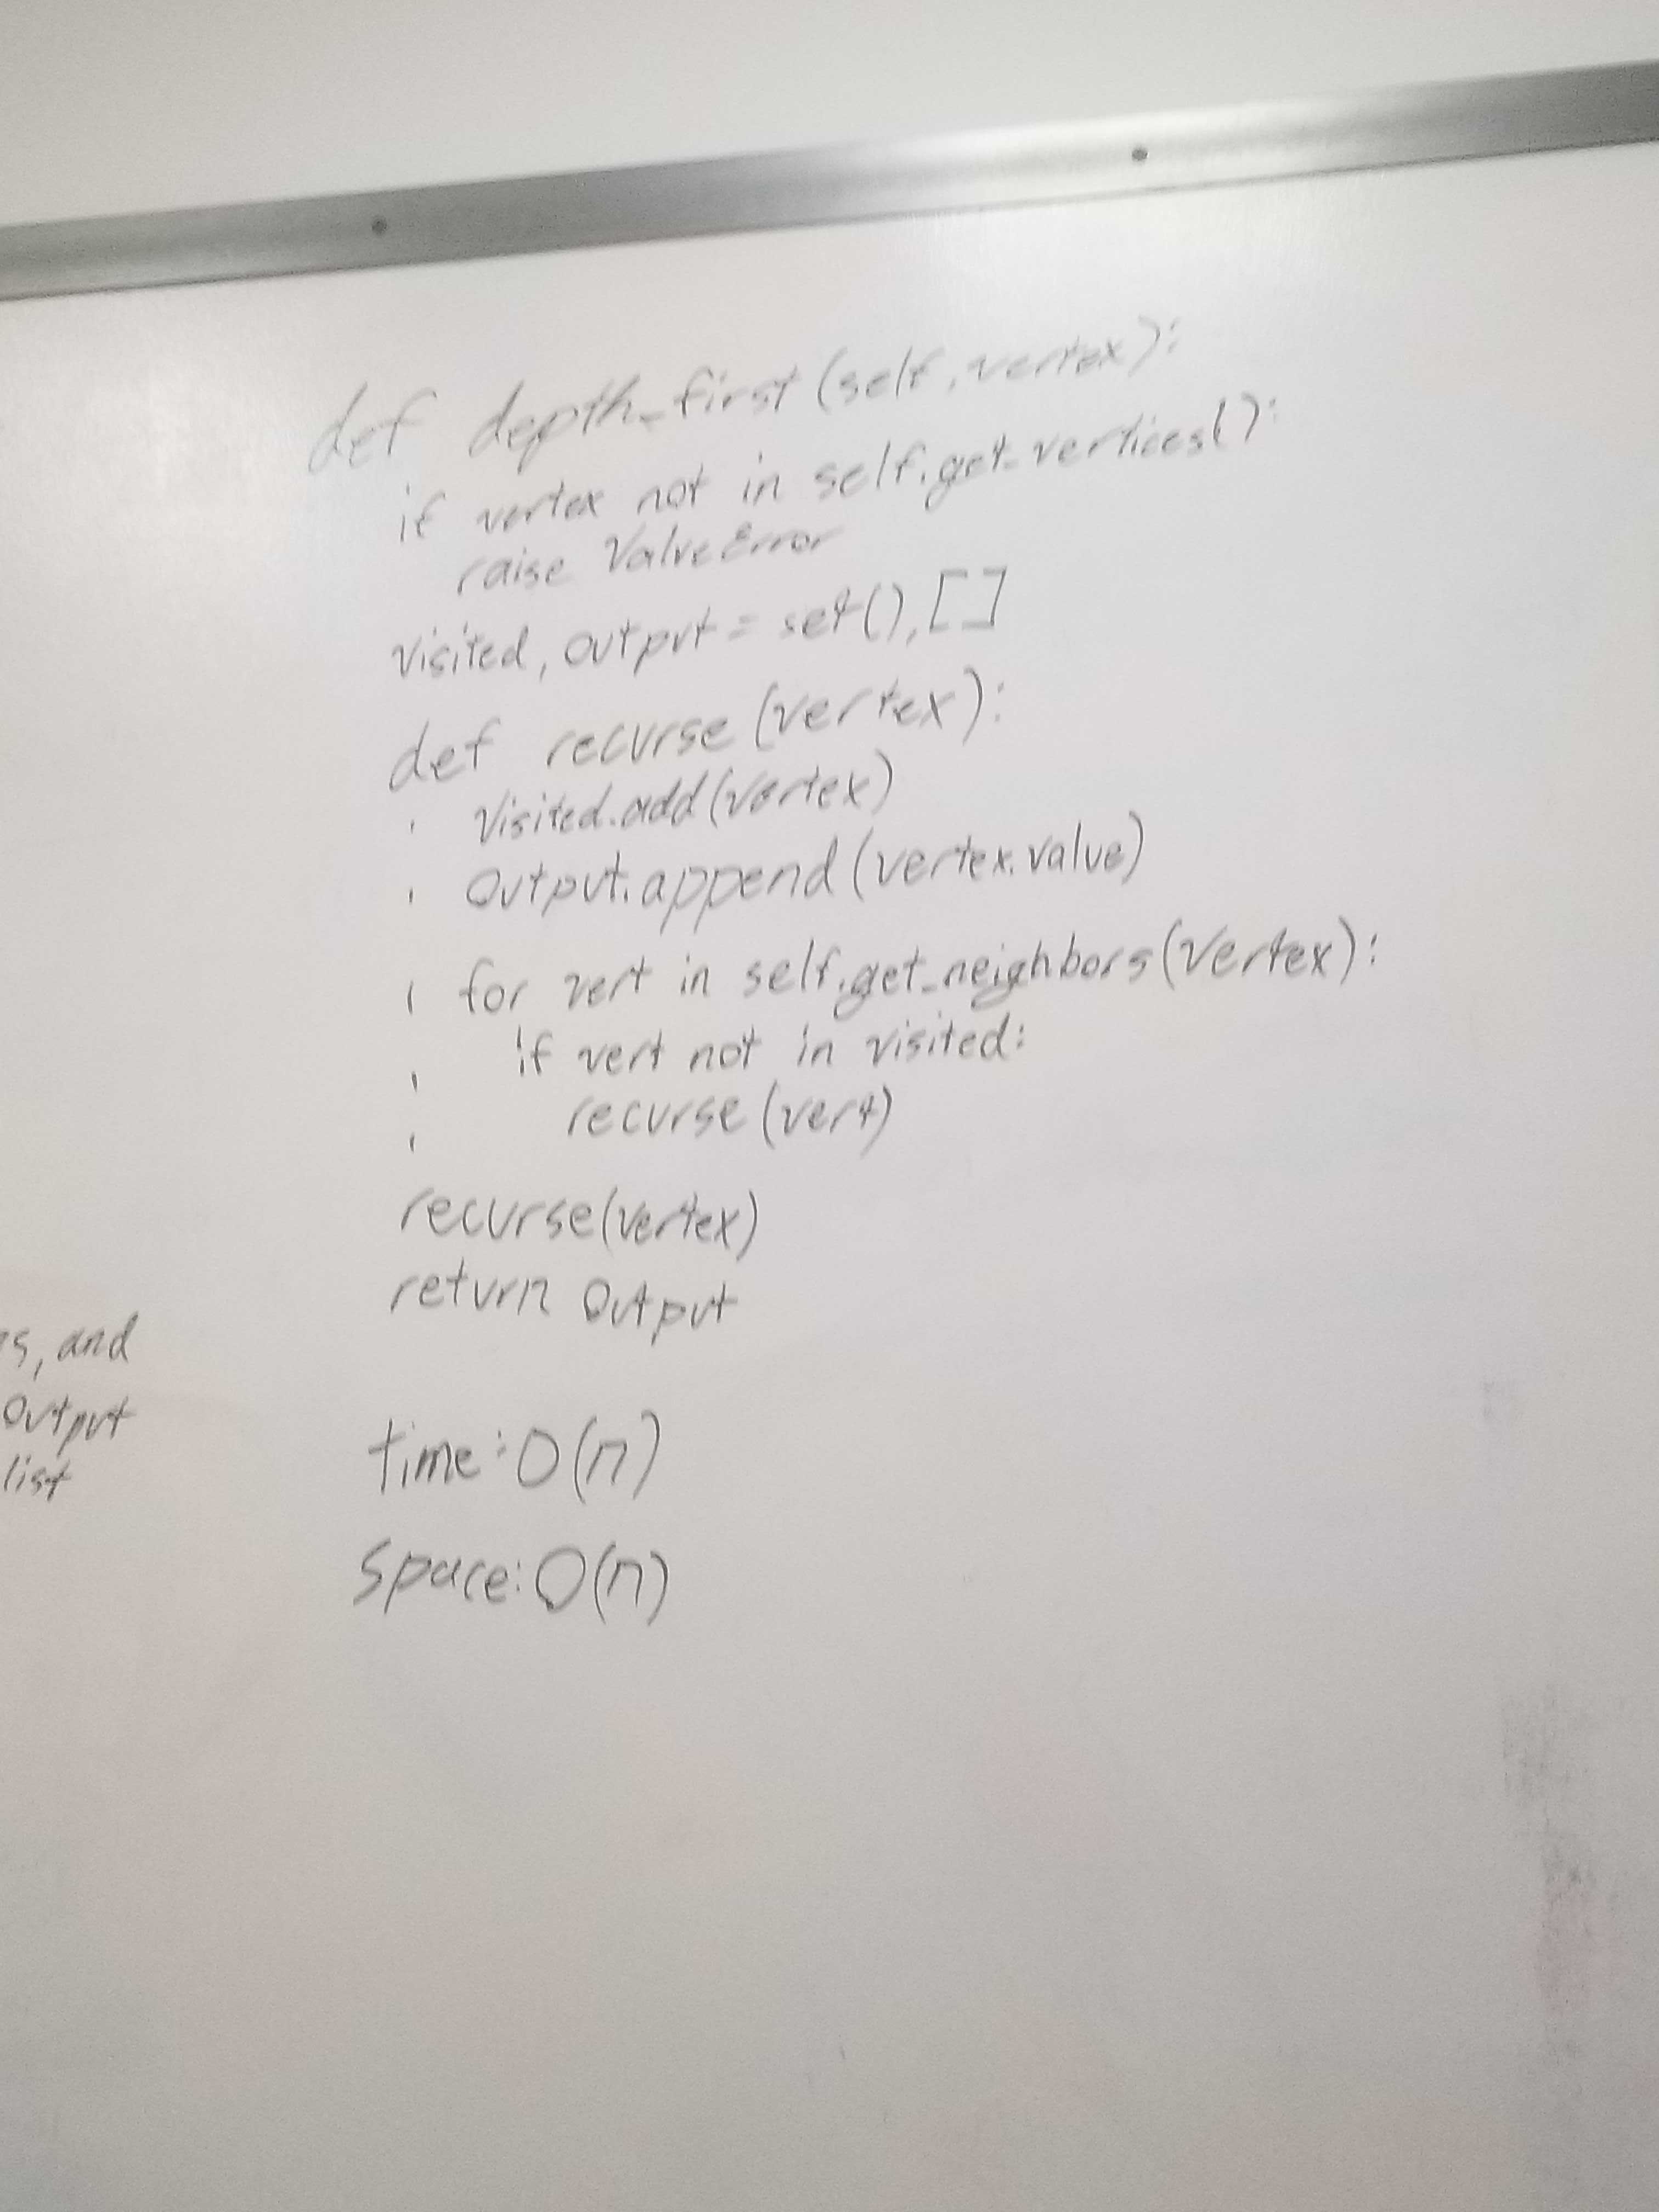 def depth_first(self, vertex):
if vertex not in self.get_vertices():
raise ValueError
visited, output = set(), []
def recurse(vertex):
visited.add(vertex)
output.append(vertex.value)
for vert in self.get_neighbors(vertex):
if vert not in visited:
recurse(vert)
recurse(vertex)
return output
s, and
output
list
time: O(n)
space: O(n)